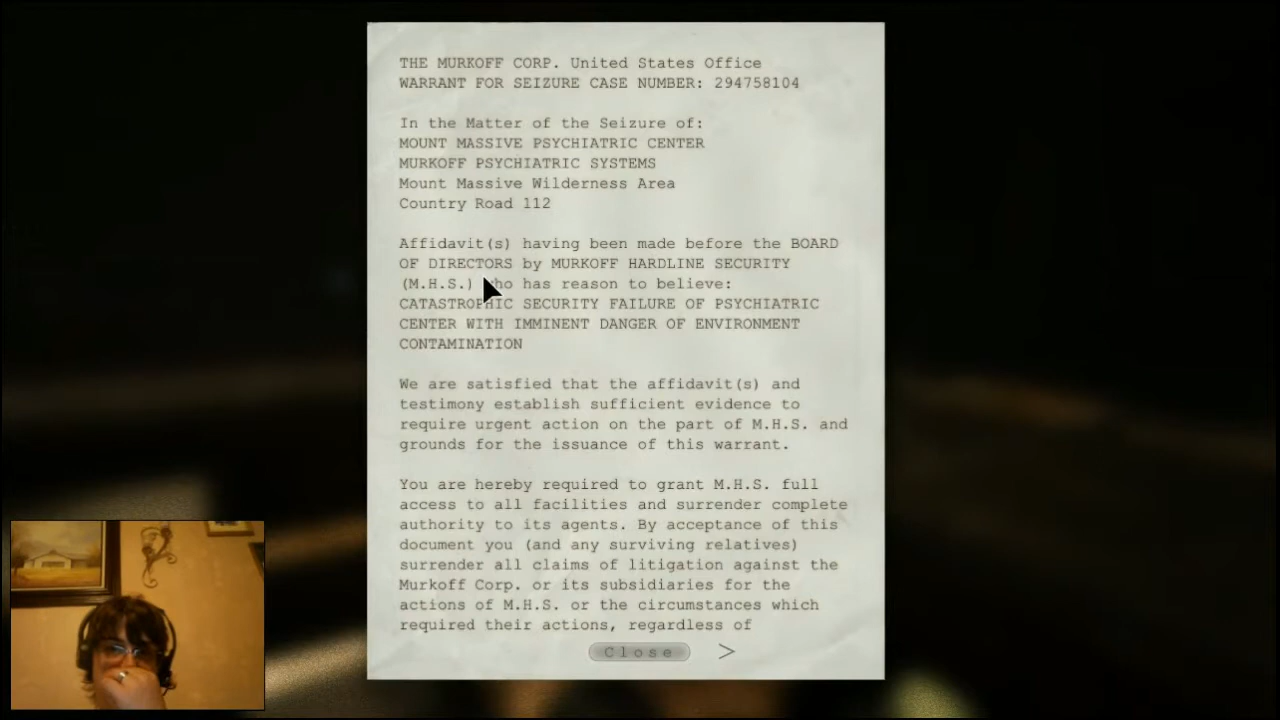 THE MURKOFF CORP. United States Office
WARRANT FOR SEIZURE CASE NUMBER: 294758104
In the Matter of the Seizure of:
MOUNT MASSIVE PSYCHIATRIC CENTER
MURKOFF PSYCHIATRIC SYSTEMS
Mount Massive Wilderness Area
Country Road 112
Affidavit(s) having been made before the BOARD
OF DIRECTORS by MURKOFF HARDLINE SECURITY
(M.H.S.) who has reason to believe:
CATASTROPHIC SECURITY FAILURE OF PSYCHIATRIC
CENTER WITH IMMINENT DANGER OF ENVIRONMENT
CONTAMINATION
We are satisfied that the affidavit(s) and
testimony establish sufficient evidence to
require urgent action on the part of M.H.S. and
grounds for the issuance of this warrant.
You are hereby required to grant M.H.S. full
access to all facilities and surrender complete
authority to its agents. By acceptance of this
document you (and any surviving relatives)
surrender all claims of litigation against the
Murkoff Corp. or its subsidiaries for the
actions of M.H.S. or the circumstances which
required their actions, regardless of
Close >